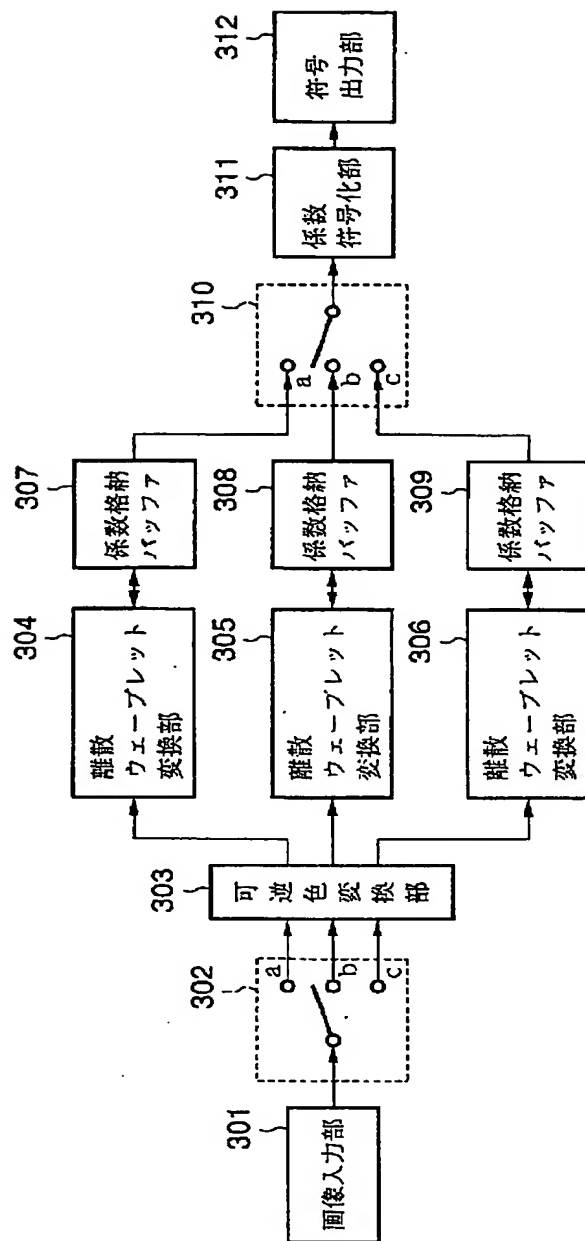 301
画像入力部
302
a
b
c
303
可逆色変換部
304
離散
ウェーブレット
変換部
305
離散
ウェーブレット
変換部
306
離散
ウェーブレット
変換部
307
係数格納
バッファ
308
係数格納
バッファ
309
係数格納
バッファ
310
a
b
c
311
係数
符号化部
312
符号
出力部